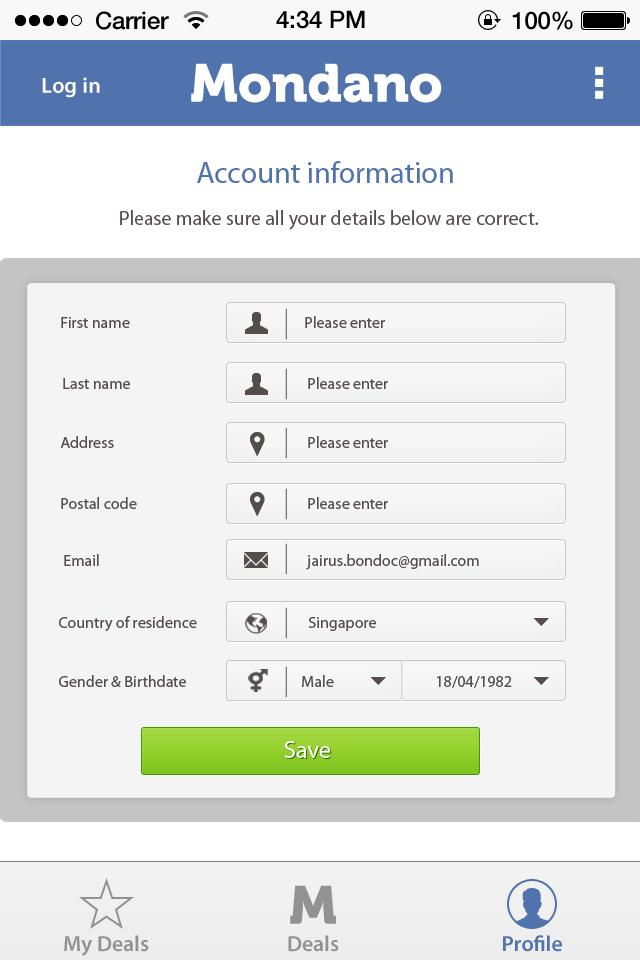 Carrier 4:34 PM 100%
Log in Mondano
Account information
Please make sure all your details below are correct.
First name Please enter
Last name Please enter
Address Please enter
Postal code Please enter
Email jairus.bondoc@gmail.com
Country of residence Singapore
Gender & Birthdate Male 18/04/1982
Save
M
My Deals Deals Profile